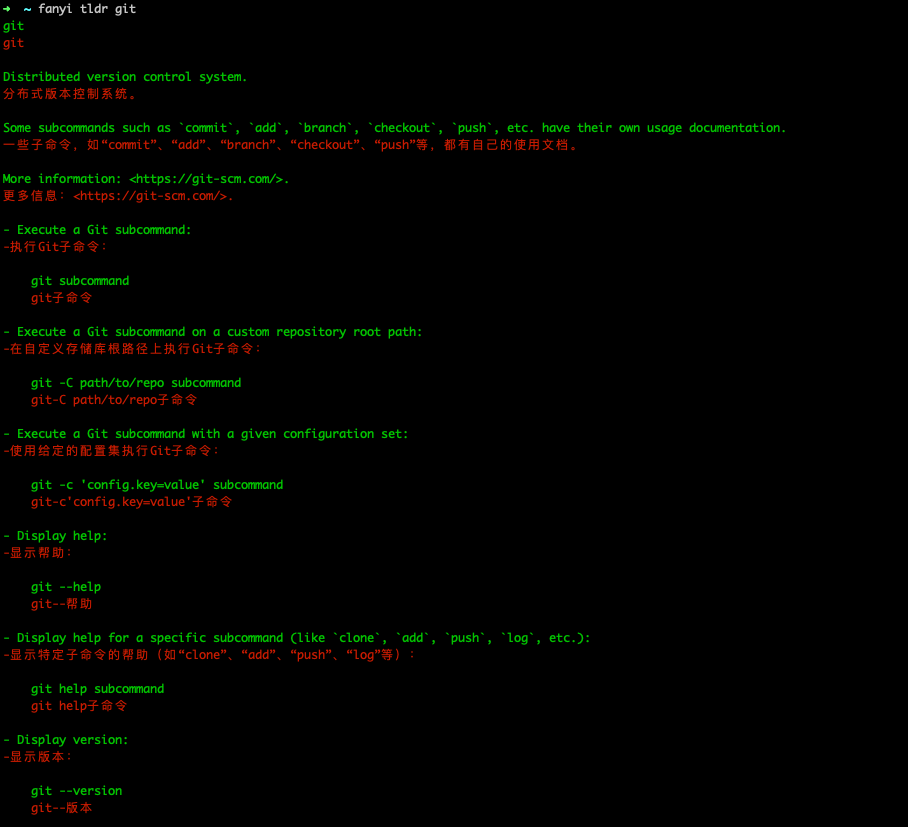 ➜ ~ fanyi tldr git
git
git
Distributed version control system.
分布式版本控制系统。
Some subcommands such as `commit`, `add`, `branch`, `checkout`, `push`, etc. have their own usage documentation.
一些子命令，如“commit”、“add”、“branch”、“checkout”、“push”等，都有自己的使用文档。
More information: <https://git-scm.com/>.
更多信息：<https://git-scm.com/>.
- Execute a Git subcommand:
-执行Git子命令：
git subcommand
git子命令
- Execute a Git subcommand on a custom repository root path:
-在自定义存储库根路径上执行Git子命令：
git -C path/to/repo subcommand
git-C path/to/repo子命令
- Execute a Git subcommand with a given configuration set:
-使用给定的配置集执行Git子命令：
git -c 'config.key=value' subcommand
git-c'config.key=value'子命令
- Display help:
-显示帮助：
git --help
git--帮助
- Display help for a specific subcommand (like `clone`, `add`, `push`, `log`, etc.):
-显示特定子命令的帮助（如“clone”、“add”、“push”、“log”等）：
git help subcommand
git help子命令
- Display version:
-显示版本：
git --version
git--版本